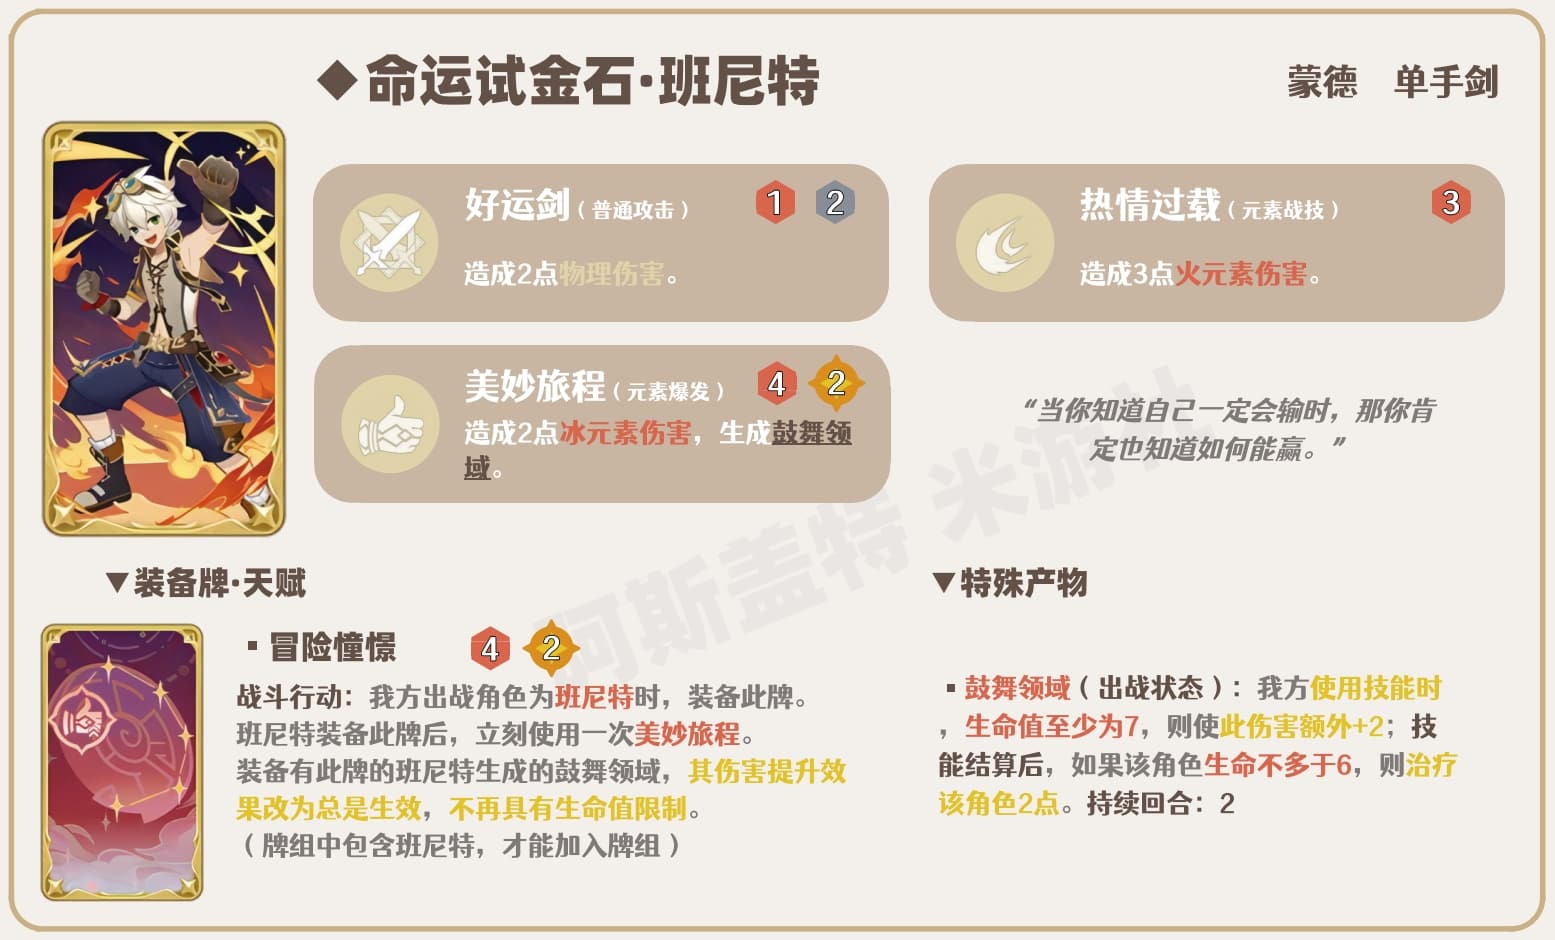 ◆命运试金石·班尼特
蒙德 单手剑
好运剑（普通攻击） 1 2
造成2点物理伤害。
热情过载（元素战技） 3
造成3点火元素伤害。
美妙旅程（元素爆发） 4 2
造成2点冰元素伤害，生成鼓舞领
域。
“当你知道自己一定会输时，那你肯
定也知道如何能赢。”
阿斯盖特 米游社
▼装备牌·天赋
▪冒险憧憬 4 2
战斗行动：我方出战角色为班尼特时，装备此牌。
班尼特装备此牌后，立刻使用一次美妙旅程。
装备有此牌的班尼特生成的鼓舞领域，其伤害提升效
果改为总是生效，不再具有生命值限制。
（牌组中包含班尼特，才能加入牌组）
▼特殊产物
▪鼓舞领域（出战状态）：我方使用技能时
，生命值至少为7，则使此伤害额外+2；技
能结算后，如果该角色生命不多于6，则治疗
该角色2点。持续回合：2